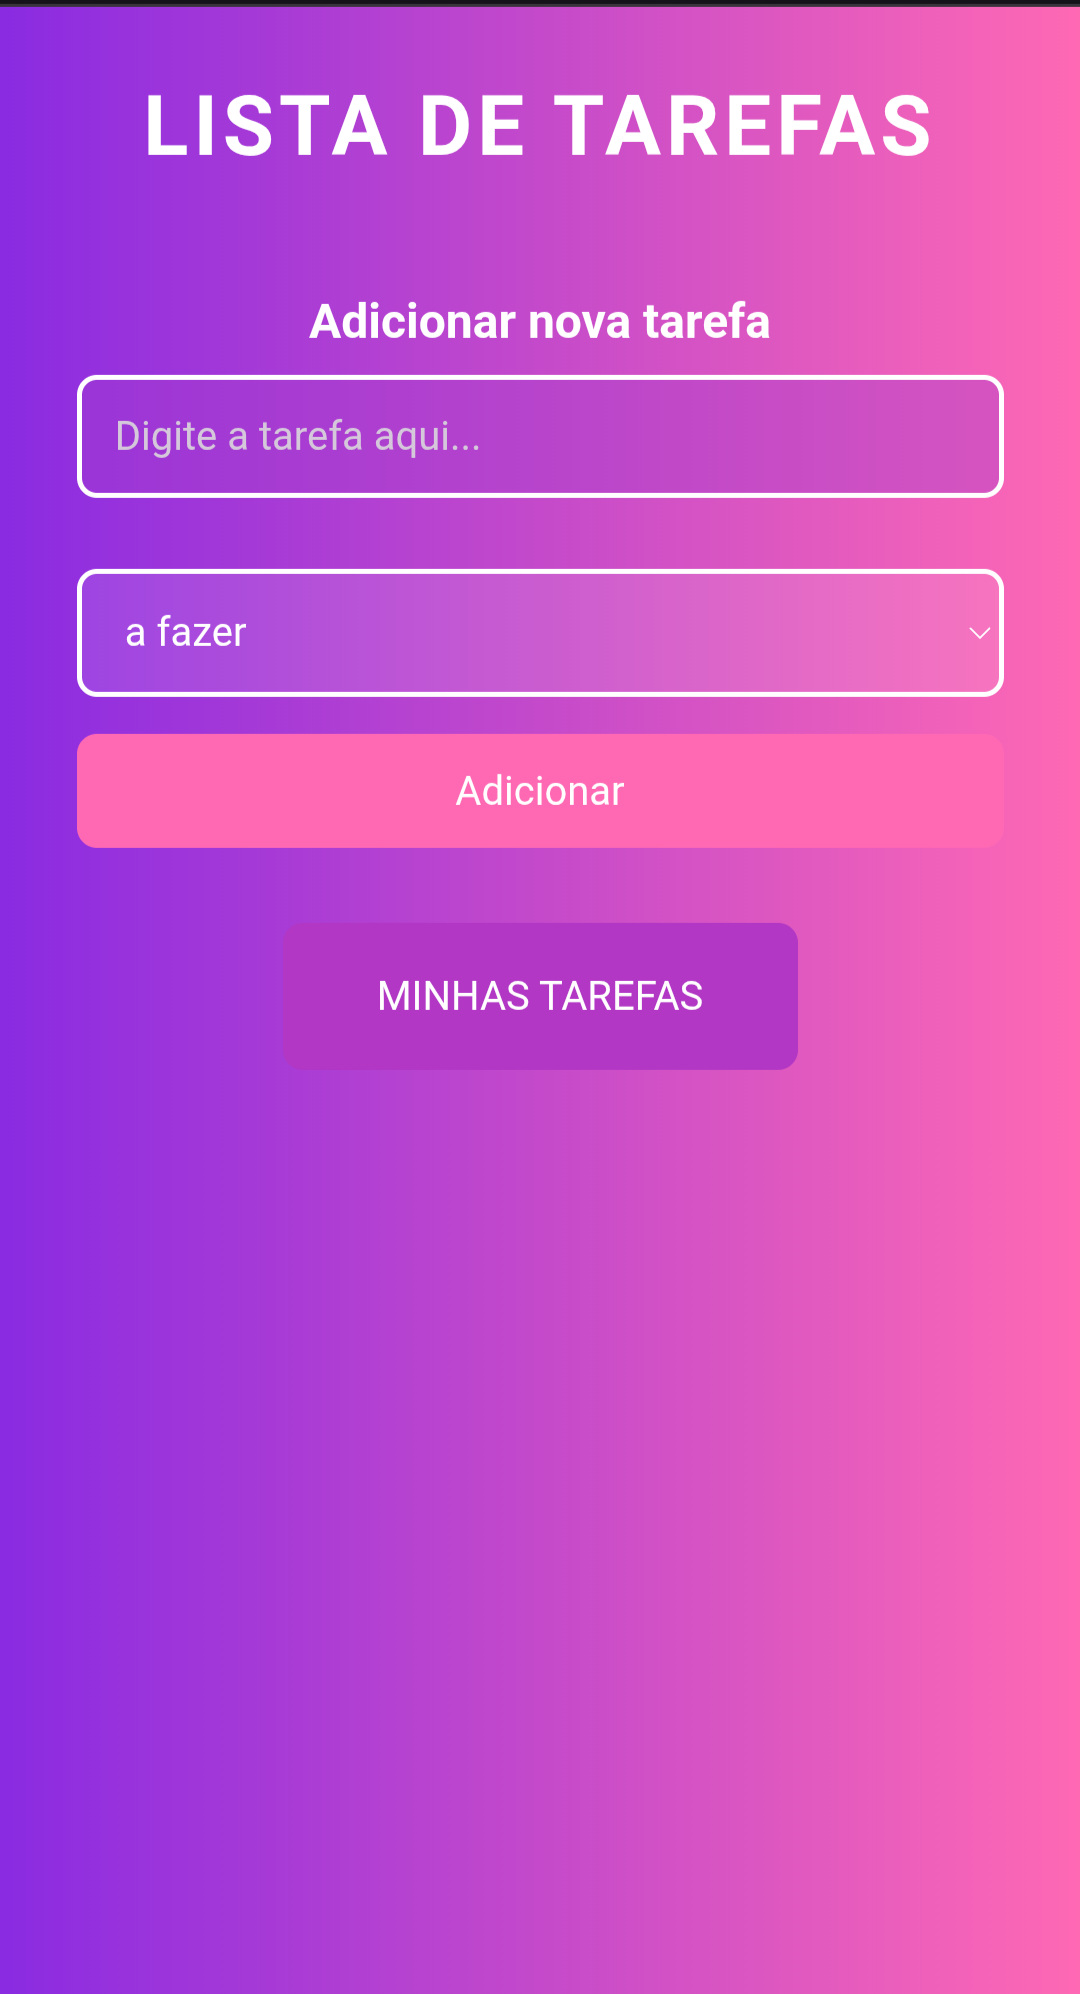 LISTA DE TAREFAS
Adicionar nova tarefa
Digite a tarefa aqui...
a fazer
Adicionar
MINHAS TAREFAS